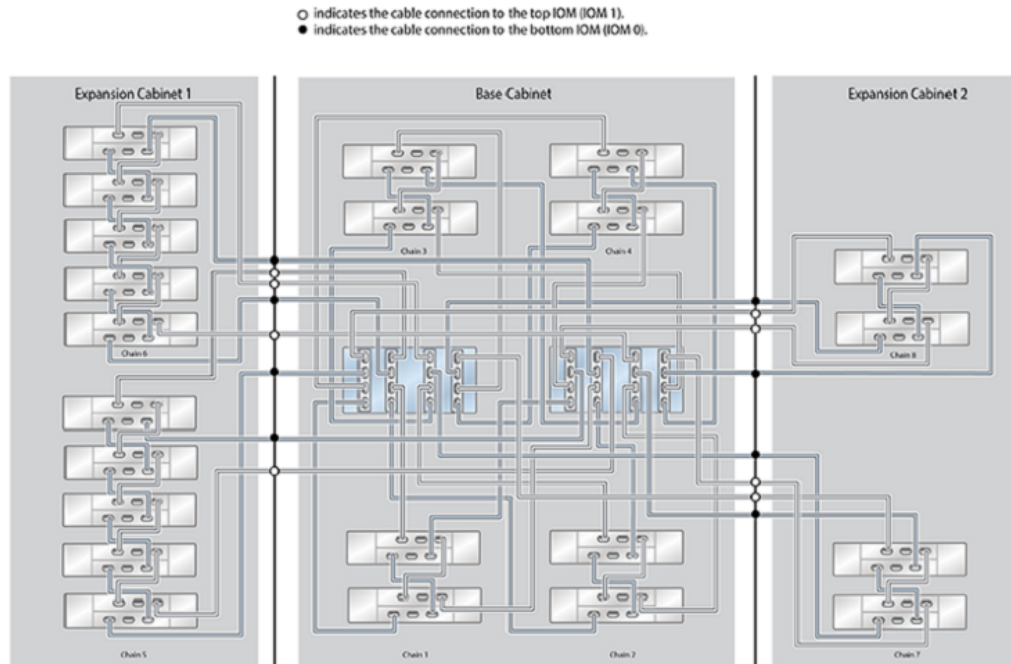 indicates the cable connection to the top IOM (IOM 1).
indicates the cable connection to the bottom IOM (IOM 0).
Expansion Cabinet 1
Base Cabinet
Expansion Cabinet 2
Chain 3
Chain 4
Chain 6
Chain 8
Chain 5
Chain 1
Chain 2
Chain 7